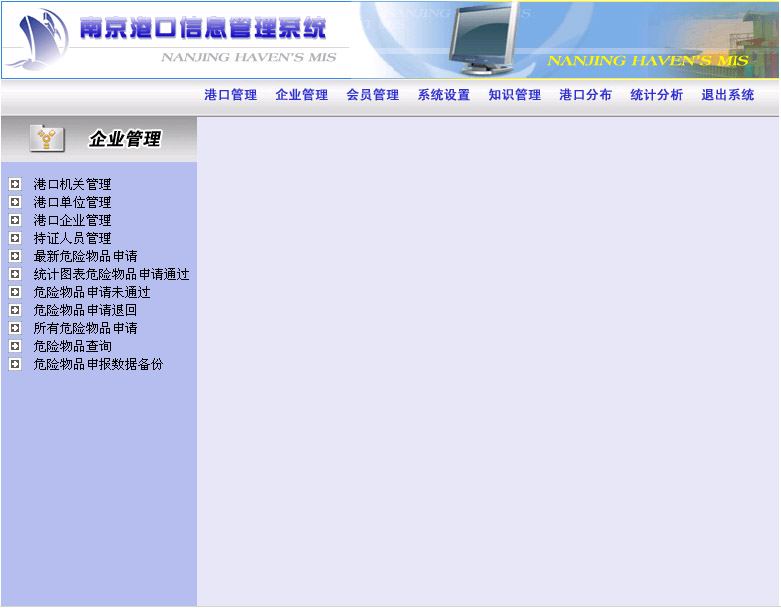 南京港口信息管理系统
NANJING HAVEN'S MIS
NANJING HAVEN'S MIS
港口管理 企业管理 会员管理 系统设置 知识管理 港口分布 统计分析 退出系统
企业管理
港口机关管理
港口单位管理
港口企业管理
持证人员管理
最新危险物品申请
统计图表危险物品申请通过
危险物品申请未通过
危险物品申请退回
所有危险物品申请
危险物品查询
危险物品申报数据备份